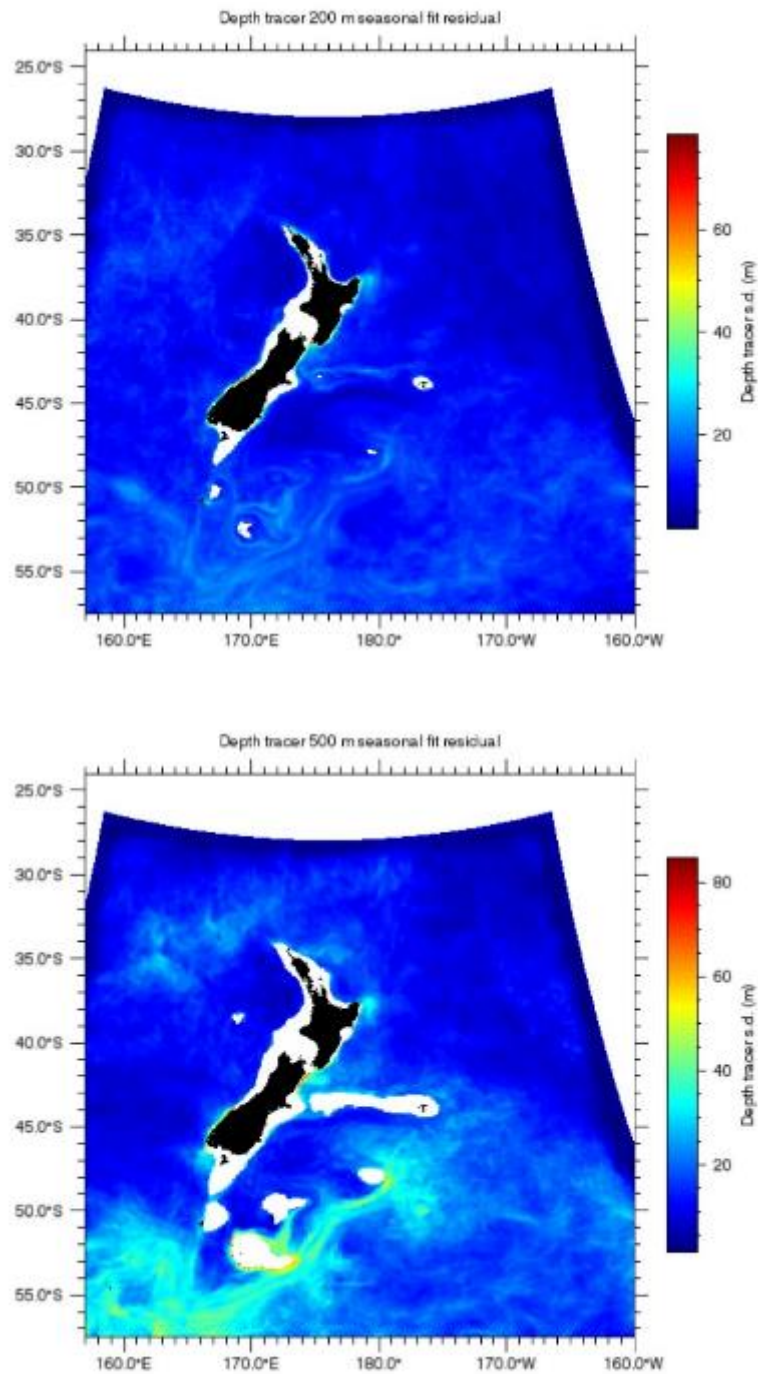 Depth tracer 200 m seasonal fit residual
25.0°S
30.0°S
35.0°S
40.0°S
45.0°S
50.0°S
55.0°S
160.0°E
170.0°E
180.0°
170.0°W
160.0°W
60
40
20
Depth tracer s.d. (m)
Depth tracer 500 m seasonal fit residual
25.0°S
30.0°S
35.0°S
40.0°S
45.0°S
50.0°S
55.0°S
160.0°E
170.0°E
180.0°
170.0°W
160.0°W
80
60
40
20
Depth tracer s.d. (m)